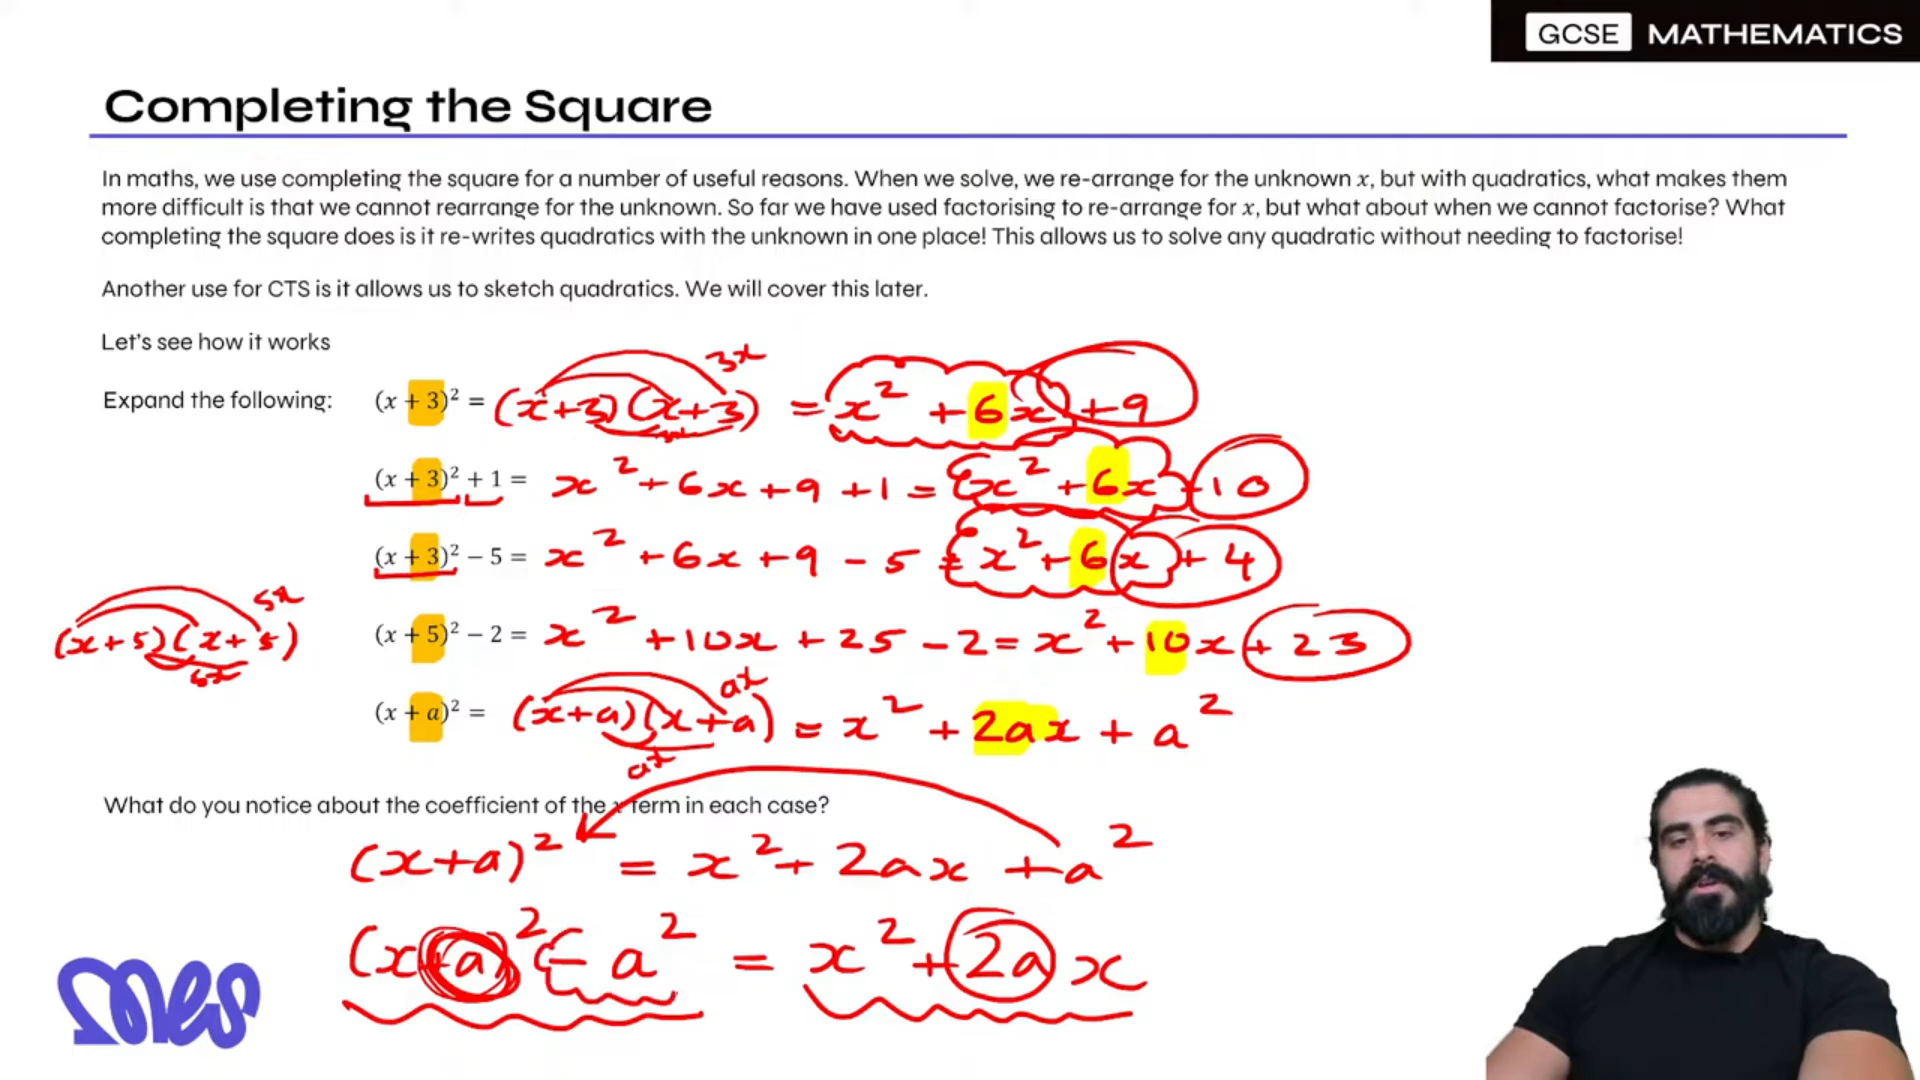 GCSE MATHEMATICS
Completing the Square
In maths, we use completing the square for a number of useful reasons. When we solve, we re-arrange for the unknown x, but with quadratics, what makes them
more difficult is that we cannot rearrange for the unknown. So far we have used factorising to re-arrange for x, but what about when we cannot factorise? What
completing the square does is it re-writes quadratics with the unknown in one place! This allows us to solve any quadratic without needing to factorise!
Another use for CTS is it allows us to sketch quadratics. We will cover this later.
Let's see how it works
3x
Expand the following: (x + 3)² = (x+3)(x+3) = x² + 6x + 9
(x + 3)² + 1 = x² + 6x + 9 + 1 = x² + 6x + 10
(x + 3)² − 5 = x² + 6x + 9 − 5 = x² + 6x + 4
5x
(x+5)(x+5) (x + 5)² − 2 = x² + 10x + 25 − 2 = x² + 10x + 23
5x
ax
(x + a)² = (x+a)(x+a) = x² + 2ax + a²
ax
What do you notice about the coefficient of the x term in each case?
(x+a)² = x² + 2ax + a²
(x+a)² − a² = x² + 2ax
mes